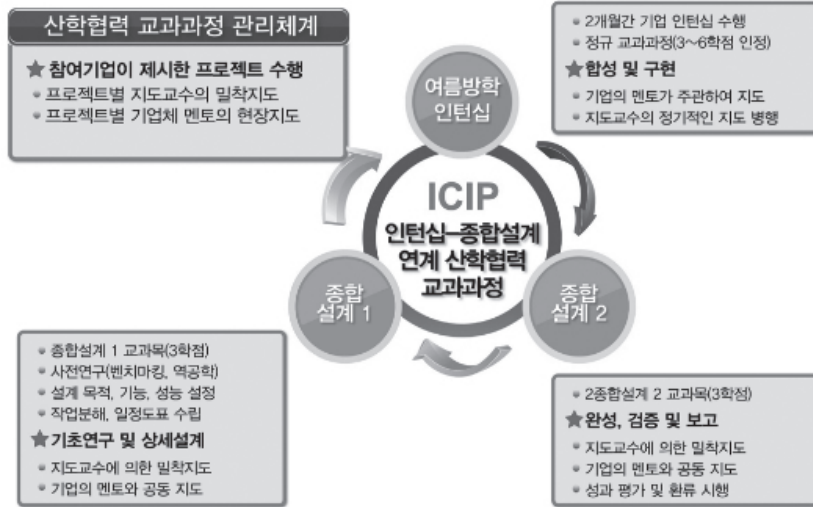 산학협력 교과과정 관리체계
★ 참여기업이 제시한 프로젝트 수행
• 프로젝트별 지도교수의 밀착지도
• 프로젝트별 기업체 멘토의 현장지도
• 2개월간 기업 인턴십 수행
• 정규 교과과정(3~6학점 인정)
★ 합성 및 구현
• 기업의 멘토가 주관하여 지도
• 지도교수의 정기적인 지도 병행
여름방학
인턴십
ICIP
인턴십-종합설계
연계 산학협력
교과과정
종합
설계 1
종합
설계 2
• 종합설계 1 교과목(3학점)
• 사전연구(벤치마킹, 역공학)
• 설계 목적, 기능, 성능 설정
• 작업분해, 일정도표 수립
★ 기초연구 및 상세설계
• 지도교수에 의한 밀착지도
• 기업의 멘토와 공동 지도
• 2종합설계 2 교과목(3학점)
★ 완성, 검증 및 보고
• 지도교수에 의한 밀착지도
• 기업의 멘토와 공동 지도
• 성과 평가 및 환류 시행